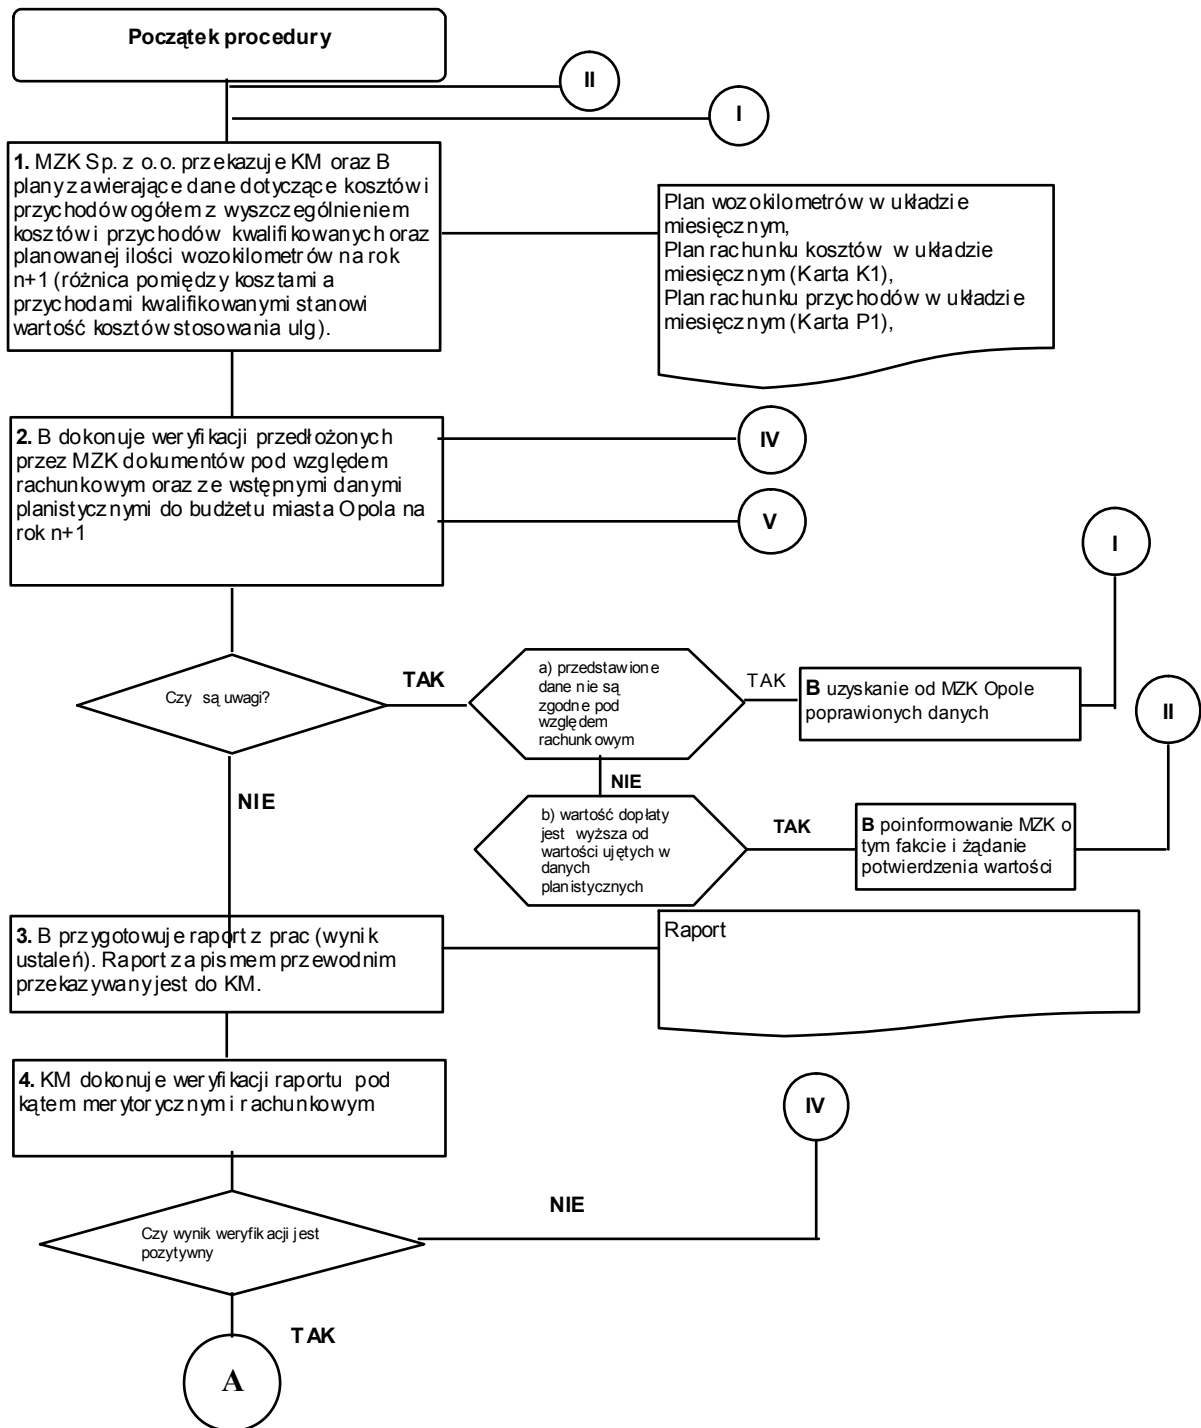 Początek procedury
II
I
1. MZK Sp. z o.o. przekazuje KM oraz B
plany zawierające dane dotyczące kosztów i
przychodów ogółem z wyszczególnieniem
kosztów i przychodów kwalifikowanych oraz
planowanej ilości wozokilometrów na rok
n+1 (różnica pomiędzy kosztami a
przychodami kwalifikowanymi stanowi
wartość kosztów stosowania ulg).
Plan wozokilometrów w układzie
miesięcznym,
Plan rachunku kosztów w układzie
miesięcznym (Karta K1),
Plan rachunku przychodów w układzie
miesięcznym (Karta P1),
2. B dokonuje weryfikacji przedłożonych
przez MZK dokumentów pod względem
rachunkowym oraz ze wstępnymi danymi
planistycznymi do budżetu miasta Opola na
rok n+1
IV
V
I
Czy są uwagi?
TAK
a) przedstawione
dane nie są
zgodne pod
względem
rachunkowym
TAK
B uzyskanie od MZK Opole
poprawionych danych
II
NIE
NIE
b) wartość dopłaty
jest wyższa od
wartości ujętych w
danych
planistycznych
TAK
B poinformowanie MZK o
tym fakcie i żądanie
potwierdzenia wartości
3. B przygotowuje raport z prac (wynik
ustaleń). Raport za pismem przewodnim
przekazywany jest do KM.
Raport
4. KM dokonuje weryfikacji raportu pod
kątem merytorycznym i rachunkowym
IV
NIE
Czy wynik weryfikacji jest
pozytywny
TAK
A